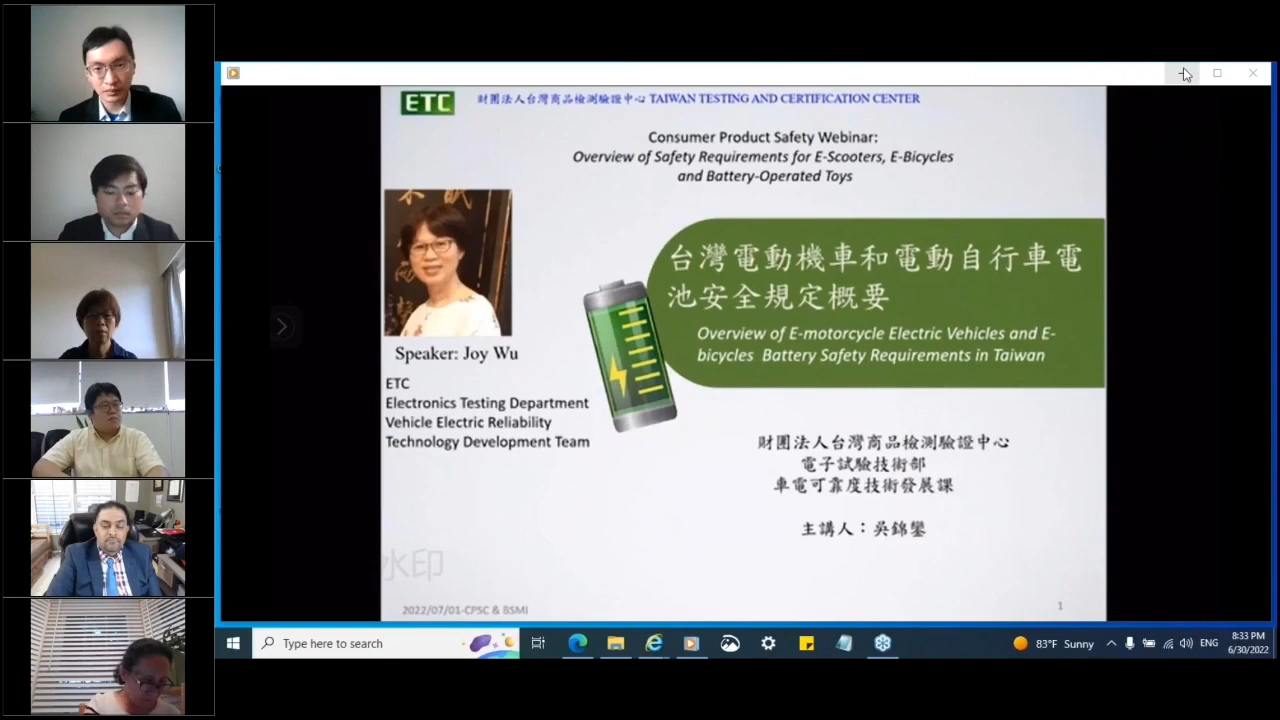 ETC
財團法人台灣商品檢測驗證中心 TAIWAN TESTING AND CERTIFICATION CENTER
Consumer Product Safety Webinar:
Overview of Safety Requirements for E-Scooters, E-Bicycles
and Battery-Operated Toys
台灣電動機車和電動自行車電
池安全規定概要
Overview of E-motorcycle Electric Vehicles and E-
bicycles Battery Safety Requirements in Taiwan
Speaker: Joy Wu
ETC
Electronics Testing Department
Vehicle Electric Reliability
Technology Development Team
財團法人台灣商品檢測驗證中心
電子試驗技術部
車電可靠度技術發展課
主講人：吳錦鑾
水印
2022/07/01-CPSC & BSMI
1
Type here to search
83°F Sunny
ENG
8:33 PM
6/30/2022